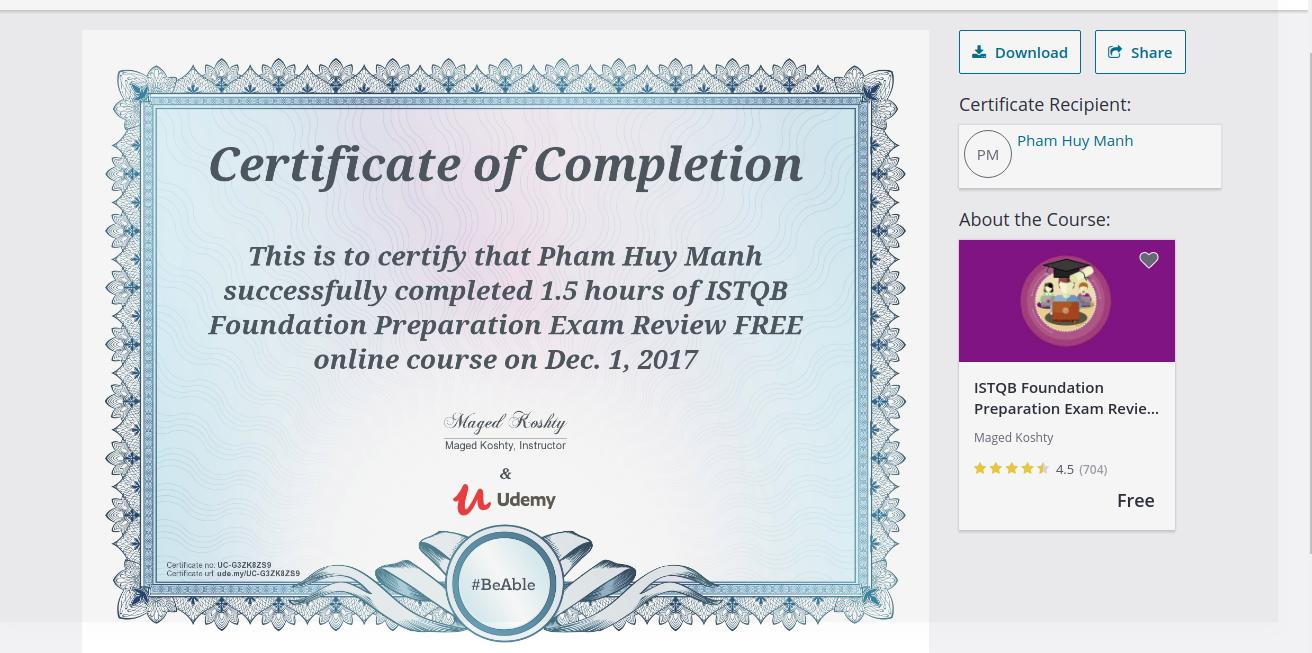 Certificate of Completion
This is to certify that Pham Huy Manh
successfully completed 1.5 hours of ISTQB
Foundation Preparation Exam Review FREE
online course on Dec. 1, 2017
Maged Koshty
Maged Koshty, Instructor
&
Udemy
Certificate no: UC-G3ZK8ZS9
Certificate url: ude.my/UC-G3ZK8ZS9
#BeAble
Download
Share
Certificate Recipient:
PM
Pham Huy Manh
About the Course:
ISTQB Foundation
Preparation Exam Revie...
Maged Koshty
4.5 (704)
Free